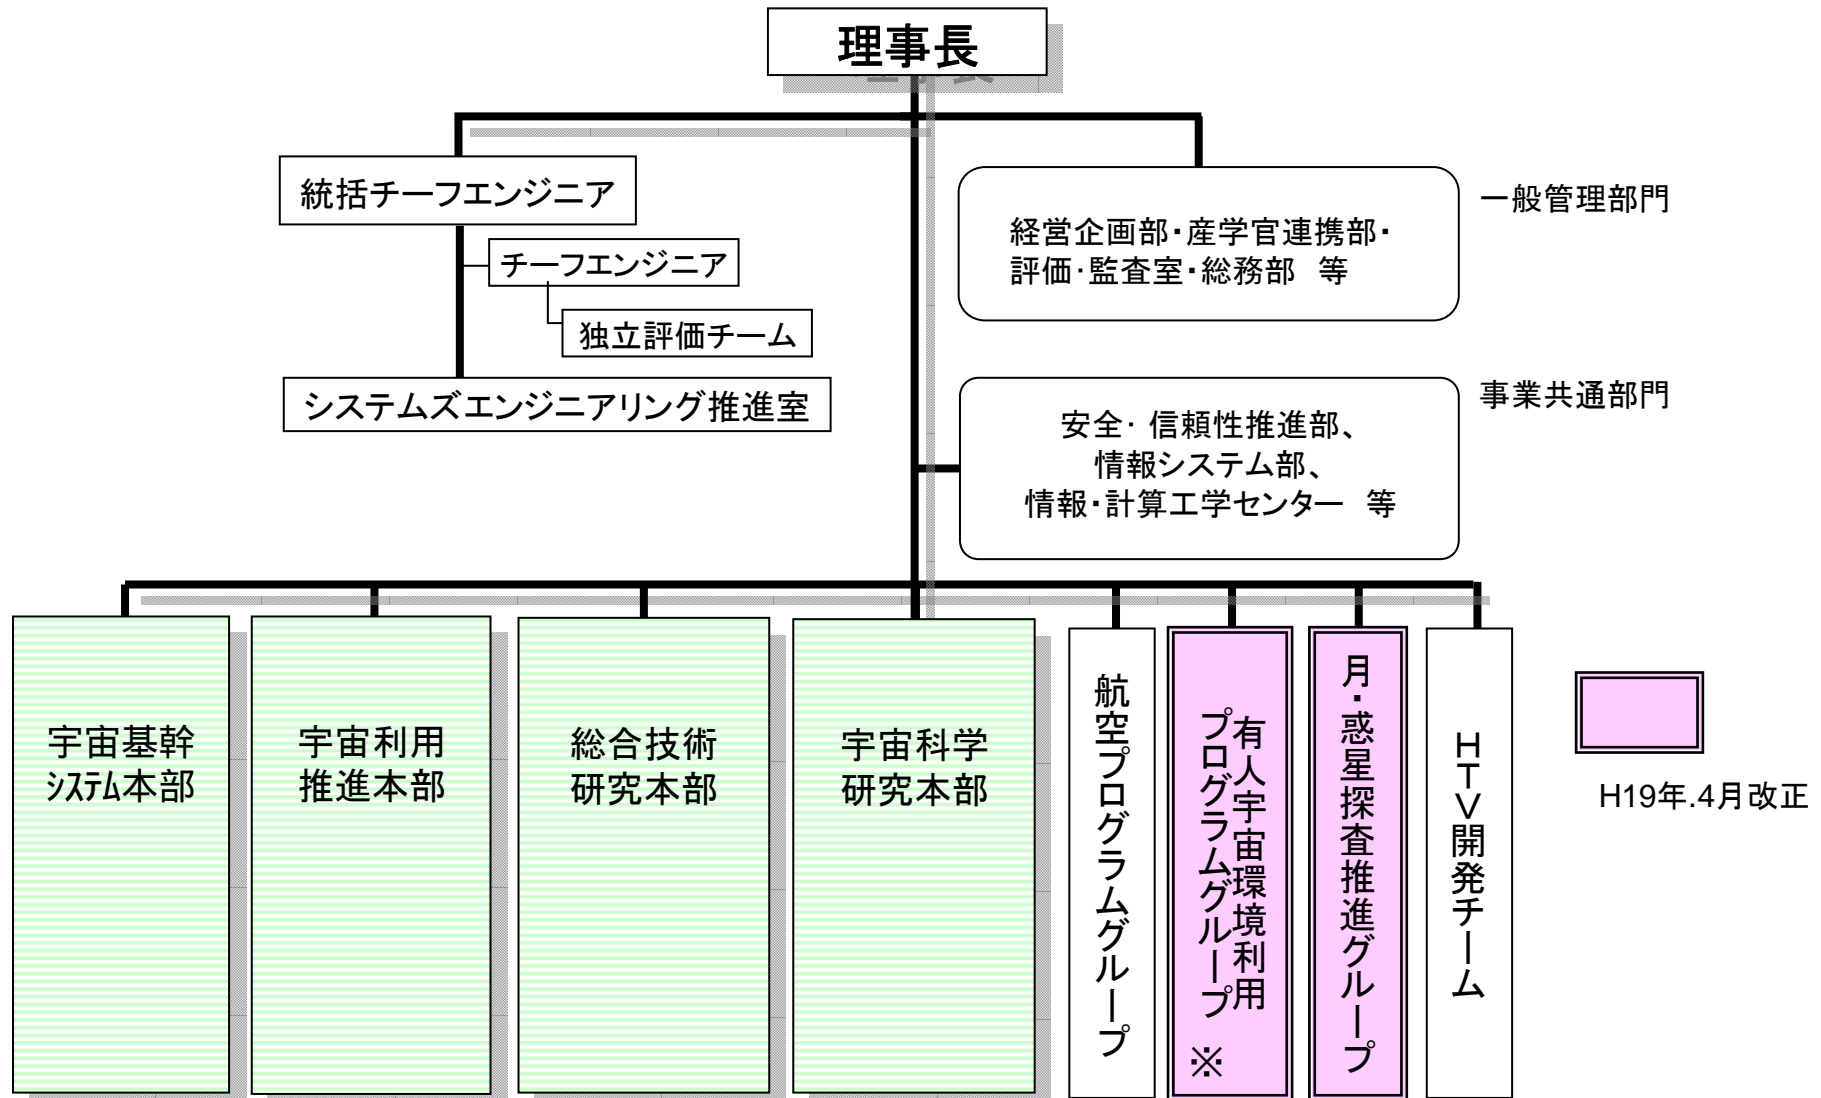 理事長
統括チーフエンジニア
チーフエンジニア
独立評価チーム
システムズエンジニアリング推進室
経営企画部・産学官連携部・
評価・監査室・総務部　等
一般管理部門
安全・信頼性推進部、
情報システム部、
情報・計算工学センター　等
事業共通部門
宇宙基幹
ｼｽﾃﾑ本部
宇宙利用
推進本部
総合技術
研究本部
宇宙科学
研究本部
航空プログラムグループ
有人宇宙環境利用
プログラムグループ　※
月・惑星探査推進グループ
ＨＴＶ開発チーム
H19年.4月改正